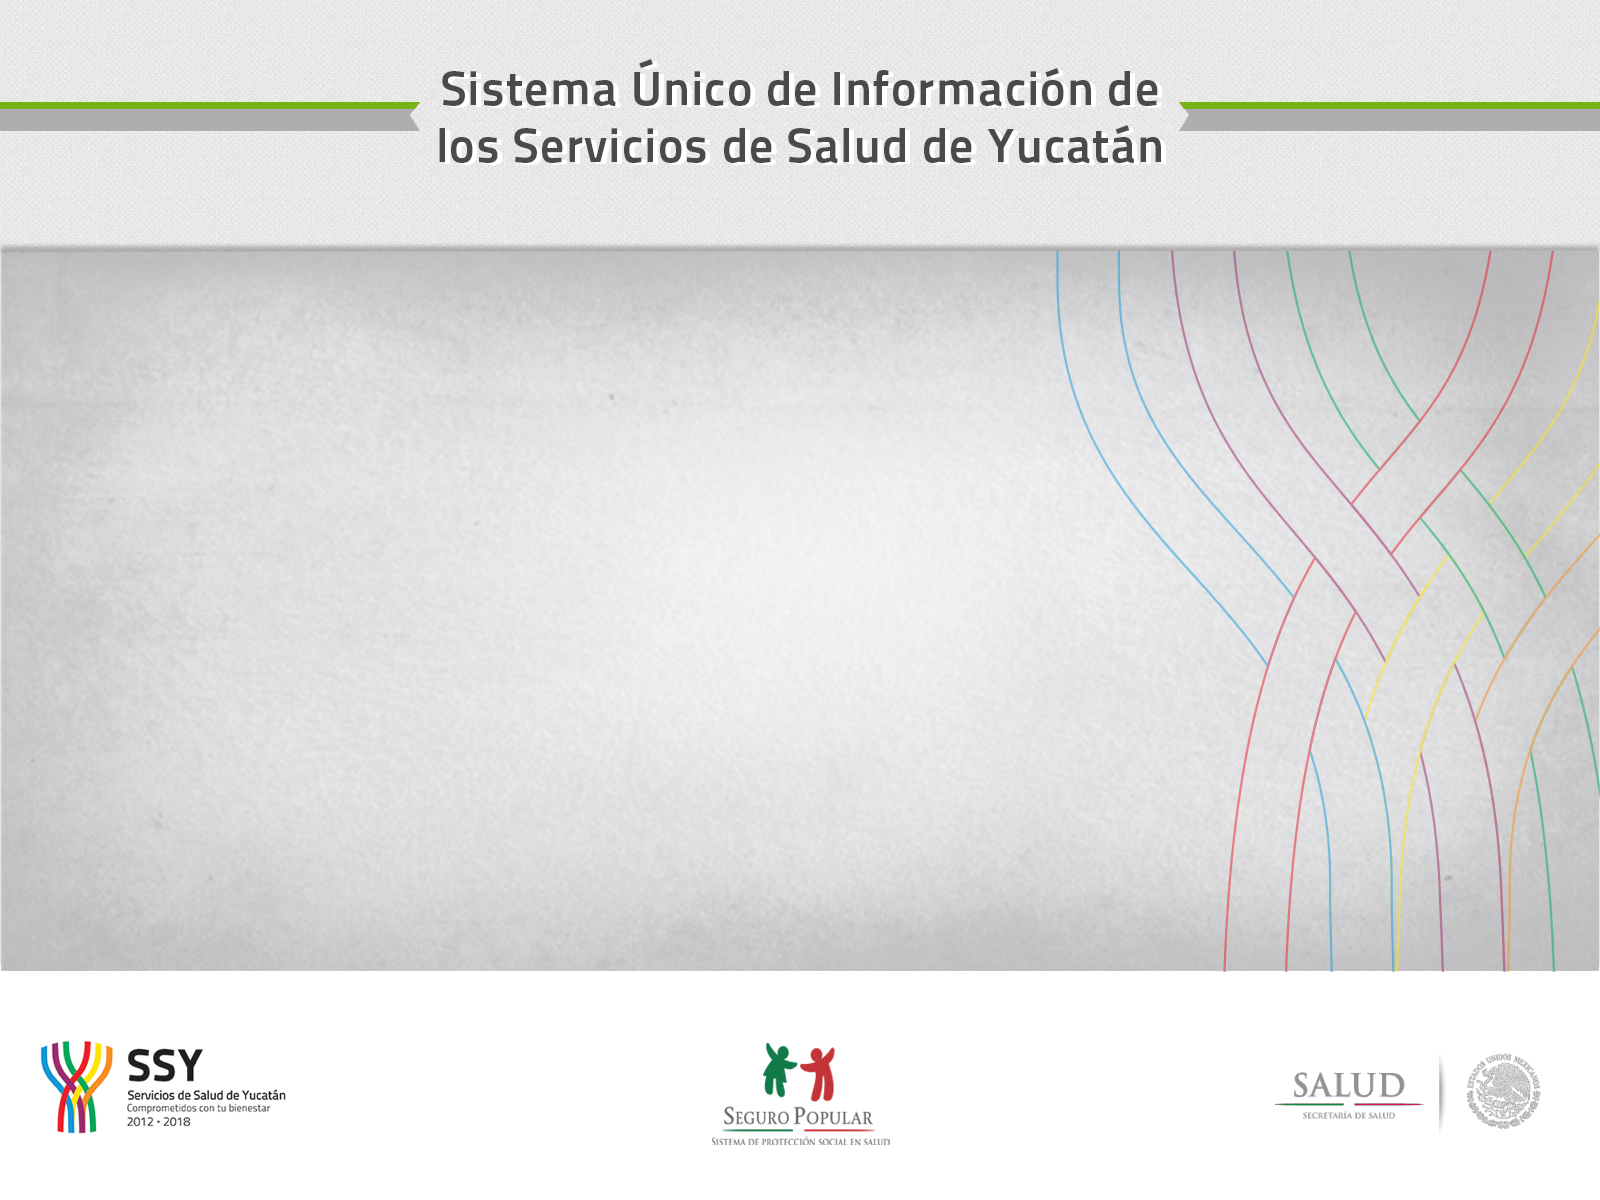 Sistema Único de Información de
los Servicios de Salud de Yucatán
SSY
Servicios de Salud de Yucatán
Comprometidos con tu bienestar
2012 • 2018
SEGURO POPULAR
SISTEMA DE PROTECCIÓN SOCIAL EN SALUD
SALUD
SECRETARÍA DE SALUD
ESTADOS UNIDOS MEXICANOS